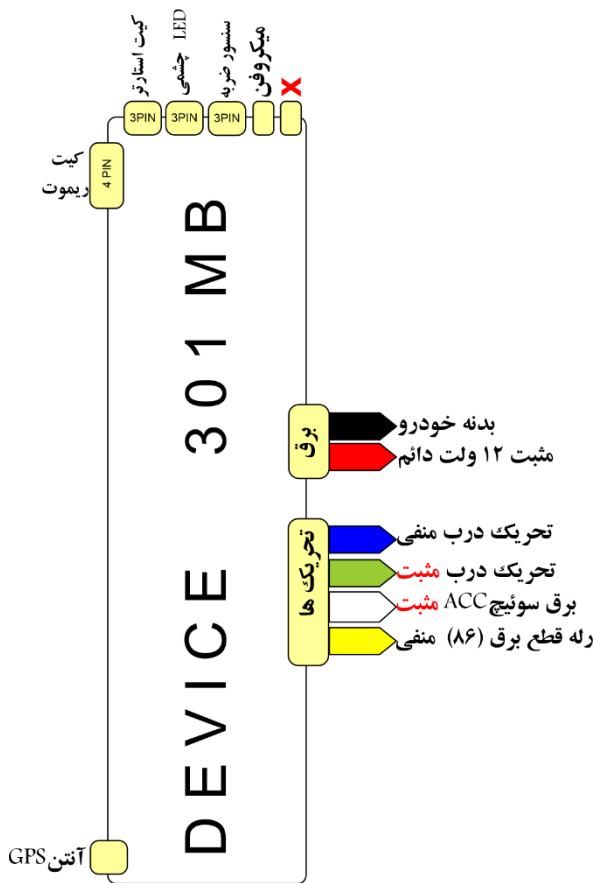 کیت استارتر
چشمی LED
سنسور ضربه
میکروفن
X
3PIN
3PIN
3PIN
4 PIN
کیت
ریموت
DEVICE 301 MB
برق
بدنه خودرو
مثبت ۱۲ ولت دائم
تحریک ها
تحریک درب منفی
تحریک درب مثبت
برق سوئیچ ACC مثبت
رله قطع برق (۸۶) منفی
آنتن GPS